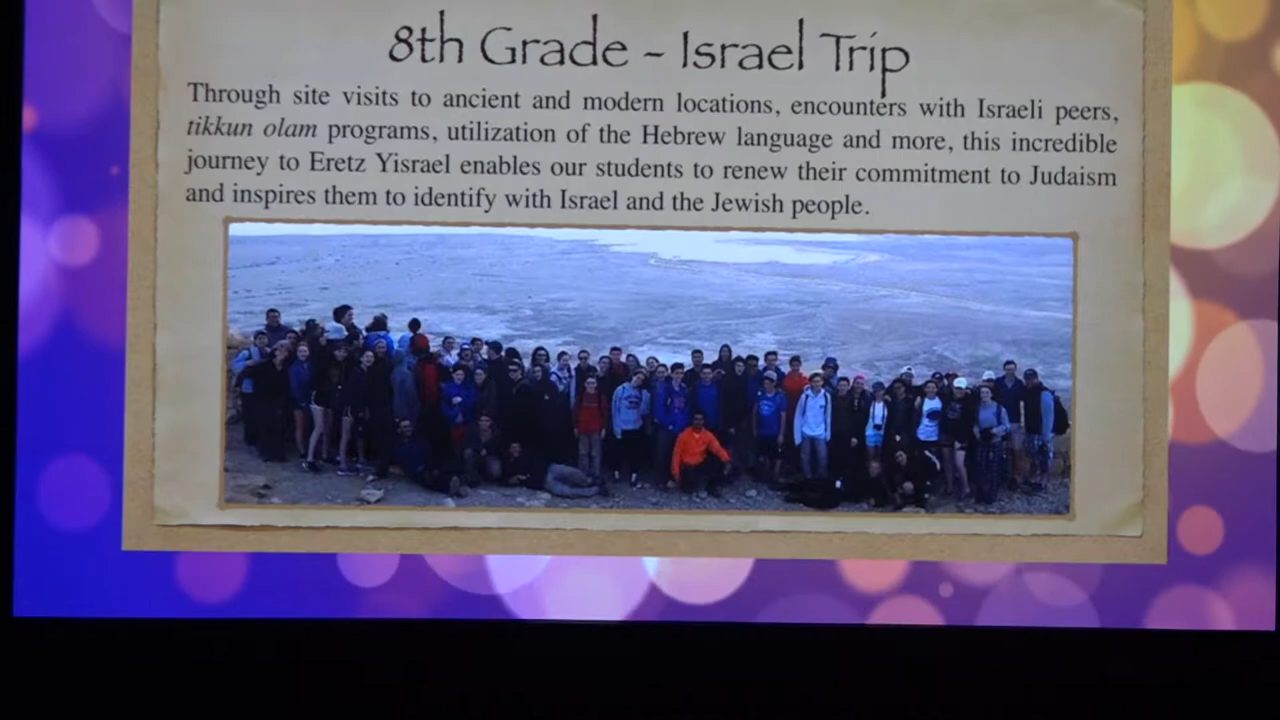 8th Grade - Israel Trip
Through site visits to ancient and modern locations, encounters with Israeli peers,
tikkun olam programs, utilization of the Hebrew language and more, this incredible
journey to Eretz Yisrael enables our students to renew their commitment to Judaism
and inspires them to identify with Israel and the Jewish people.